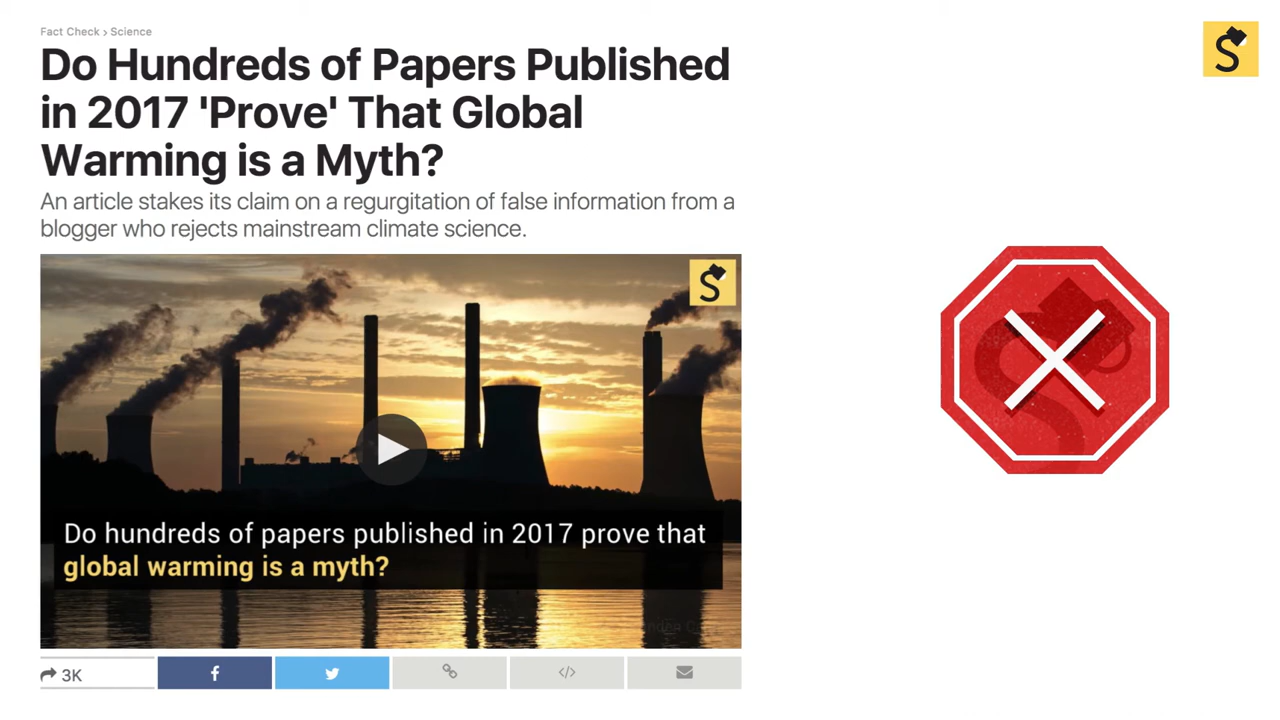 Fact Check › Science
Do Hundreds of Papers Published
in 2017 'Prove' That Global
Warming is a Myth?
An article stakes its claim on a regurgitation of false information from a
blogger who rejects mainstream climate science.
S
S
Do hundreds of papers published in 2017 prove that
global warming is a myth?
3K